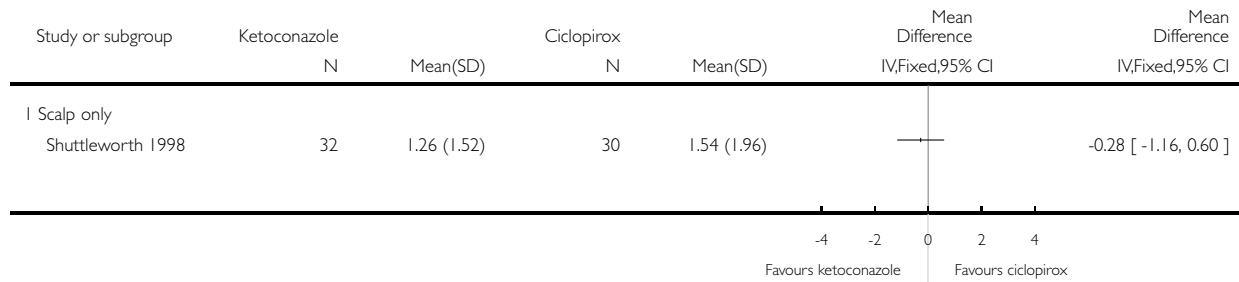 Study or subgroup Ketoconazole Ciclopirox Mean Difference Mean Difference
N Mean(SD) N Mean(SD) IV,Fixed,95% CI IV,Fixed,95% CI
1 Scalp only
Shuttleworth 1998 32 1.26 (1.52) 30 1.54 (1.96) -0.28 [ -1.16, 0.60 ]
-4 -2 0 2 4
Favours ketoconazole Favours ciclopirox